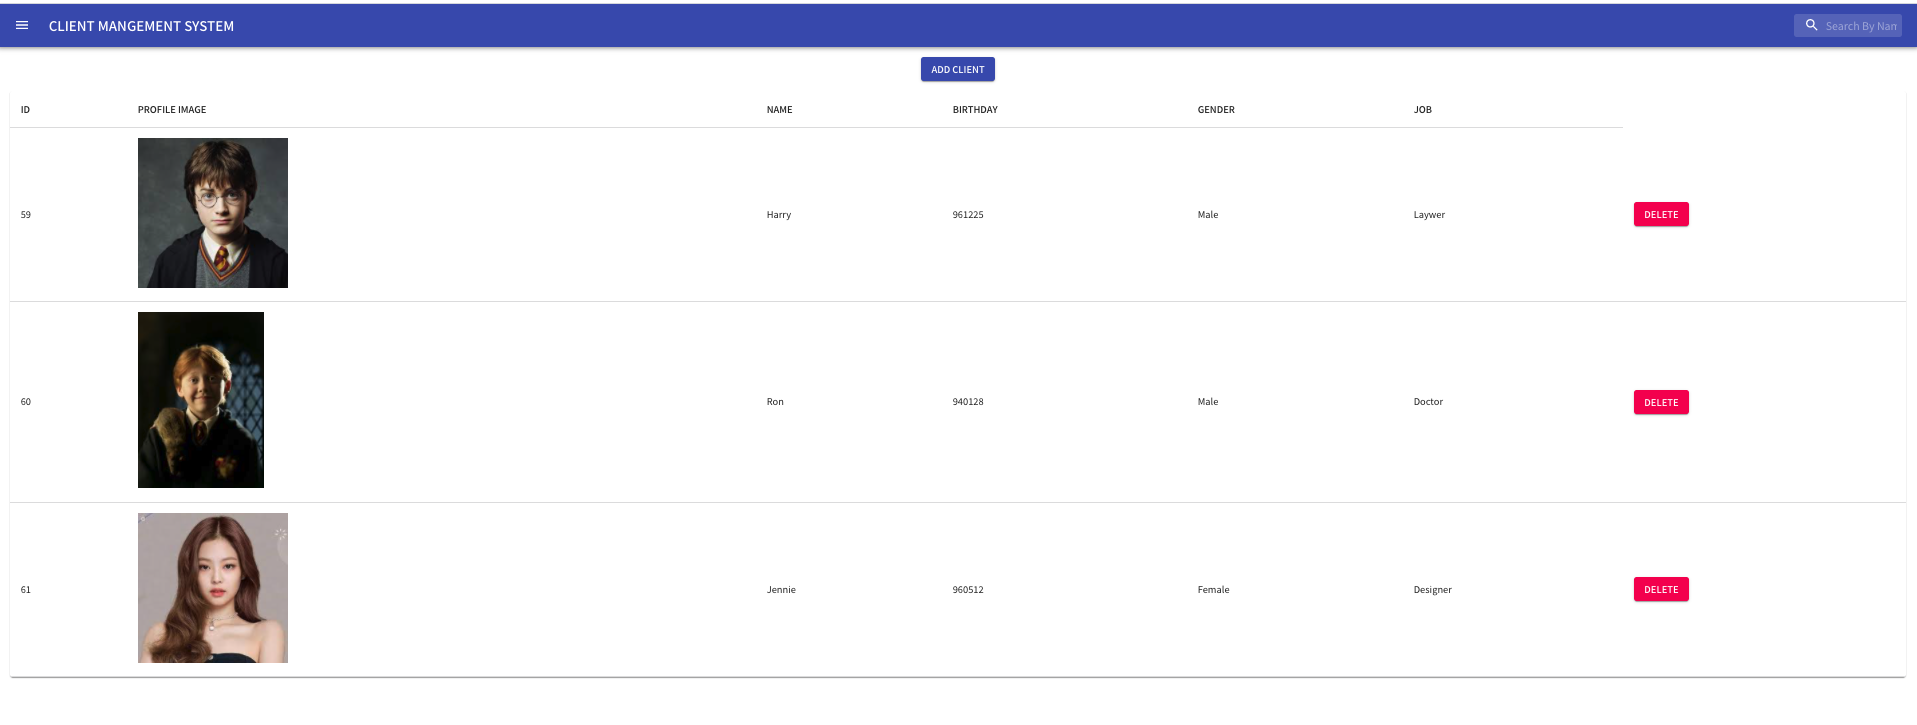 CLIENT MANGEMENT SYSTEM
Search By Nam
ADD CLIENT
ID PROFILE IMAGE NAME BIRTHDAY GENDER JOB
59 Harry 961225 Male Laywer DELETE
60 Ron 940128 Male Doctor DELETE
61 Jennie 960512 Female Designer DELETE